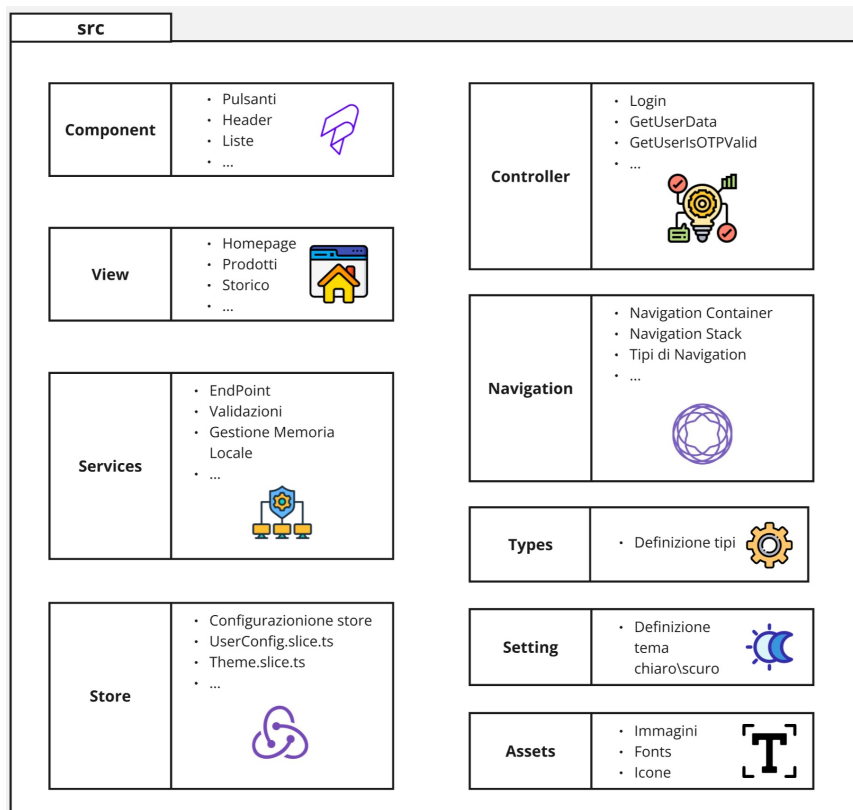 src
Component
Pulsanti
Header
Liste
...
View
Homepage
Prodotti
Storico
...
Services
EndPoint
Validazioni
Gestione Memoria
Locale
...
Store
Configurazionione store
UserConfig.slice.ts
Theme.slice.ts
...
Controller
Login
GetUserData
GetUserIsOTPValid
...
Navigation
Navigation Container
Navigation Stack
Tipi di Navigation
...
Types
Definizione tipi
Setting
Definizione
tema
chiaro\scuro
Assets
Immagini
Fonts
Icone
T